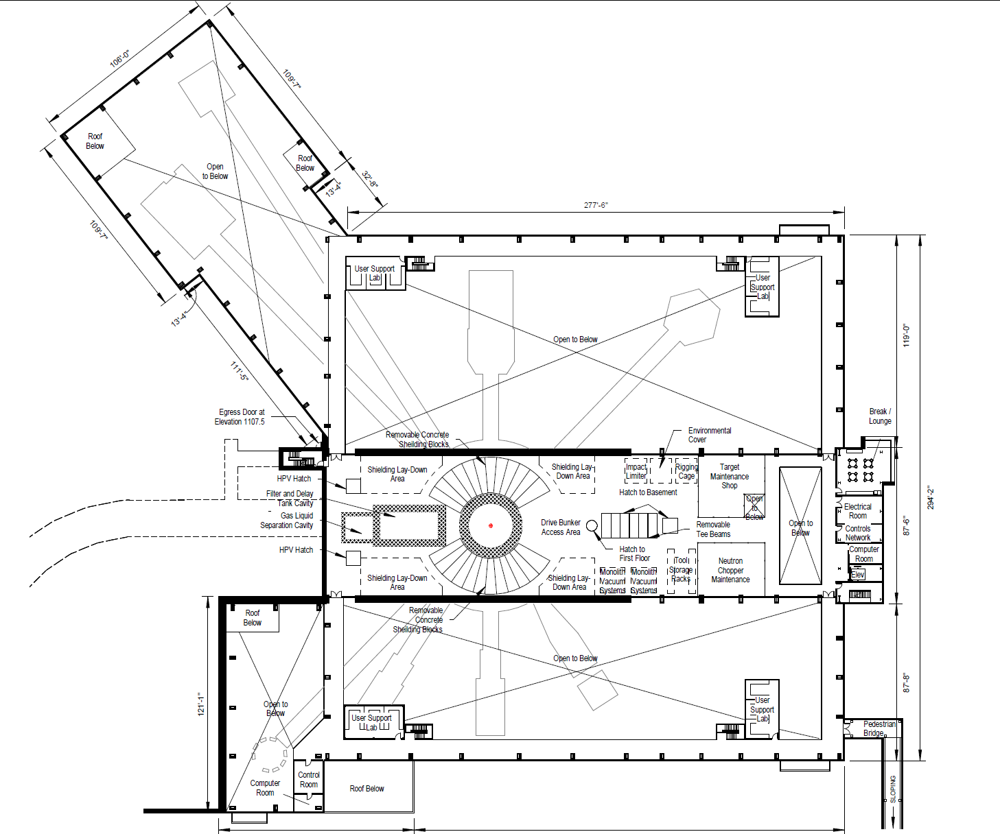 106'-0"
109'-7"
Roof
Below
Roof
Below
Open
to Below
32'-8"
13'-4"
109'-7"
277'-6"
User Support
Lab
User
Support
Lab
13'-4"
119'-0"
Open to Below
111'-5"
Egress Door at
Elevation 1107.5
Break /
Lounge
Removable Concrete
Sheilding Blocks
Environmental
Cover
Shielding Lay-Down
Area
Shielding Lay-
Down Area
Impact
Limiter
Rigging
Cage
Target
Maintenance
Shop
HPV Hatch
Filter and Delay
Tank Cavity
Hatch to Basement
Open
to
Below
294'-2"
Electrical
Room
Gas Liquid
Separation Cavity
Drive Bunker
Access Area
Removable
Tee Beams
Open to
Below
Controls
Network
87'-6"
HPV Hatch
Hatch to
First Floor
Computer
Room
Tool
Storage
Racks
Neutron
Chopper
Maintenance
Elev
Monolith
Vacuum
Systems
Monolith
Vacuum
Systems
Shielding Lay-Down
Area
Shielding Lay-
Down Area
Roof
Below
Removable
Concrete
Sheilding Blocks
Open to Below
87'-8"
121'-1"
Open to
Below
User Support
Lab
User
Support
Lab
Pedestrian
Bridge
Control
Room
Computer
Room
Roof Below
SLOPING